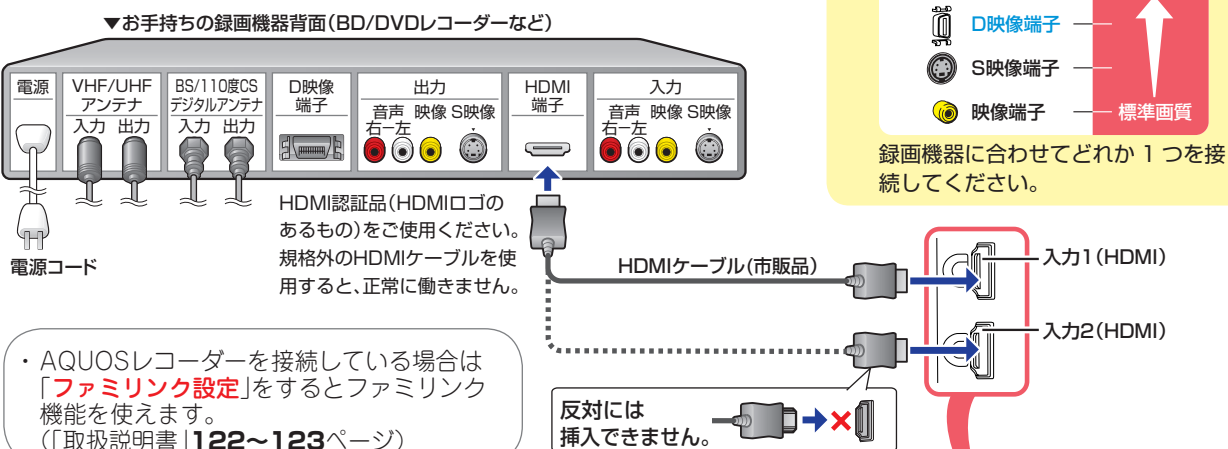 ▼お手持ちの録画機器背面(BD/DVDレコーダーなど)
電源
VHF/UHF
アンテナ
入力 出力
BS/110度CS
デジタルアンテナ
入力 出力
D映像
端子
出力
音声 映像 S映像
右ー左
HDMI
端子
入力
音声 映像 S映像
右ー左
電源コード
HDMI認証品(HDMIロゴの
あるもの)をご使用ください。
規格外のHDMIケーブルを使
用すると、正常に働きません。
HDMIケーブル(市販品)
D映像端子
S映像端子
映像端子
標準画質
録画機器に合わせてどれか 1 つを接
続してください。
入力1(HDMI)
入力2(HDMI)
・AQUOSレコーダーを接続している場合は
「ファミリンク設定」をするとファミリンク
機能を使えます。
(「取扱説明書」122〜123ページ)
反対には
挿入できません。